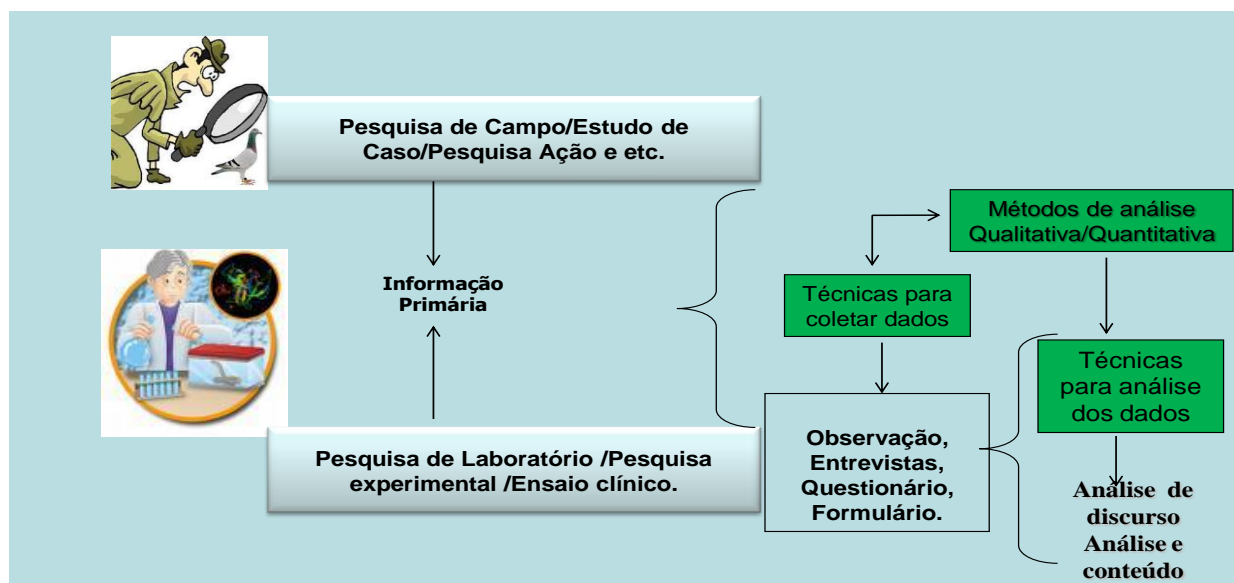 Pesquisa de Campo/Estudo de
Caso/Pesquisa Ação e etc.
Informação
Primária
Pesquisa de Laboratório /Pesquisa
experimental /Ensaio clínico.
Métodos de análise
Qualitativa/Quantitativa
Técnicas para
coletar dados
Observação,
Entrevistas,
Questionário,
Formulário.
Técnicas
para análise
dos dados
Análise de
discurso
Análise e
conteúdo